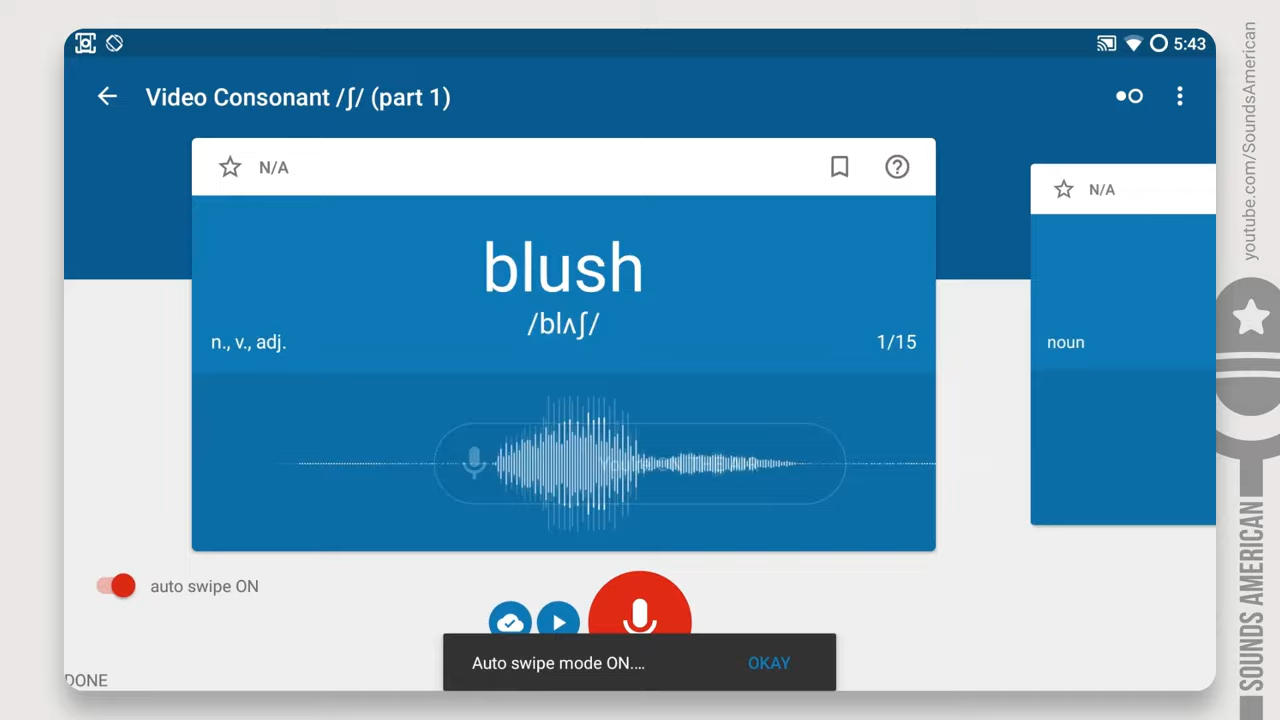 5:43
Video Consonant /ʃ/ (part 1)
N/A
N/A
blush
/blʌʃ/
n., v., adj.
1/15
noun
auto swipe ON
Auto swipe mode ON....
OKAY
DONE
youtube.com/SoundsAmerican
SOUNDS AMERICAN